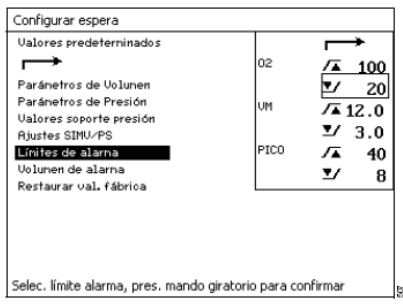 Configurar espera
Valores predeterminados
Parámetros de Volumen
Parámetros de Presión
Valores soporte presión
Ajustes SIMV/PS
Límites de alarma
Volumen de alarma
Restaurar val. fábrica
O2 100
20
VM 12.0
3.0
PICO 40
8
Selec. límite alarma, pres. mando giratorio para confirmar